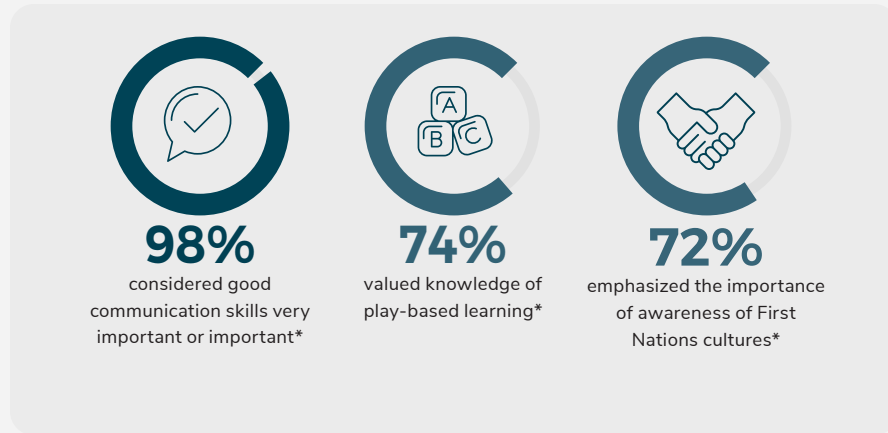 A
B C
98%
considered good
communication skills very
important or important*
74%
valued knowledge of
play-based learning*
72%
emphasized the importance
of awareness of First
Nations cultures*